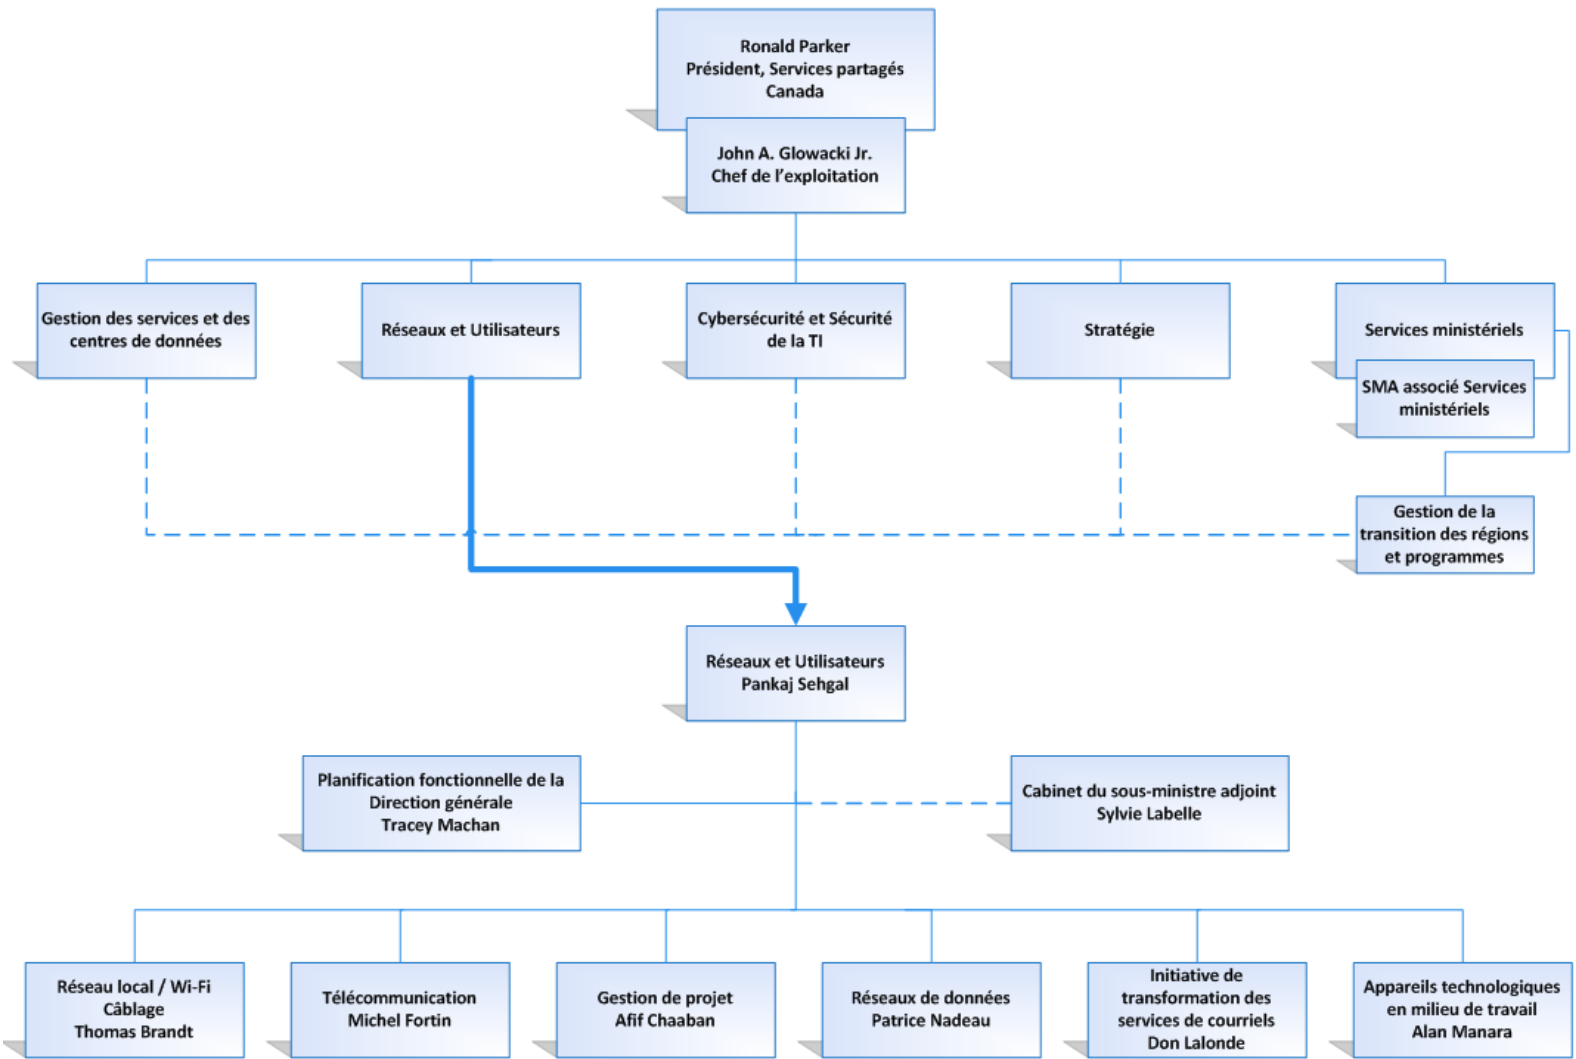 Ronald Parker
Président, Services partagés
Canada
John A. Glowacki Jr.
Chef de l’exploitation
Gestion des services et des
centres de données
Réseaux et Utilisateurs
Cybersécurité et Sécurité
de la TI
Stratégie
Services ministériels
SMA associé Services
ministériels
Gestion de la
transition des régions
et programmes
Réseaux et Utilisateurs
Pankaj Sehgal
Planification fonctionnelle de la
Direction générale
Tracey Machan
Cabinet du sous-ministre adjoint
Sylvie Labelle
Réseau local / Wi-Fi
Câblage
Thomas Brandt
Télécommunication
Michel Fortin
Gestion de projet
Afif Chaaban
Réseaux de données
Patrice Nadeau
Initiative de
transformation des
services de courriels
Don Lalonde
Appareils technologiques
en milieu de travail
Alan Manara